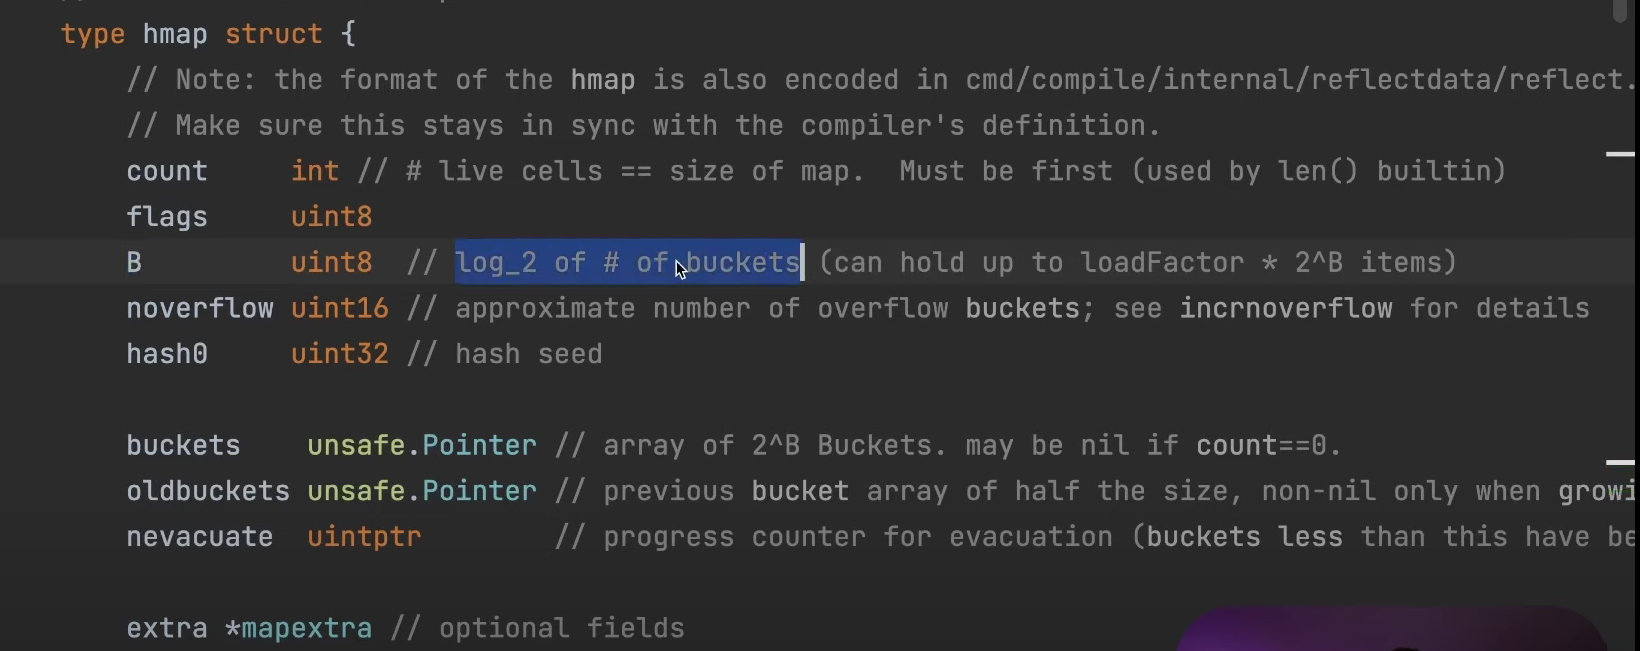 type hmap struct {
// Note: the format of the hmap is also encoded in cmd/compile/internal/reflectdata/reflect.
// Make sure this stays in sync with the compiler's definition.
count int // # live cells == size of map. Must be first (used by len() builtin)
flags uint8
B uint8 // log_2 of # of buckets (can hold up to loadFactor * 2^B items)
noverflow uint16 // approximate number of overflow buckets; see incrnoverflow for details
hash0 uint32 // hash seed
buckets unsafe.Pointer // array of 2^B Buckets. may be nil if count==0.
oldbuckets unsafe.Pointer // previous bucket array of half the size, non-nil only when growi
nevacuate uintptr // progress counter for evacuation (buckets less than this have be
extra *mapextra // optional fields